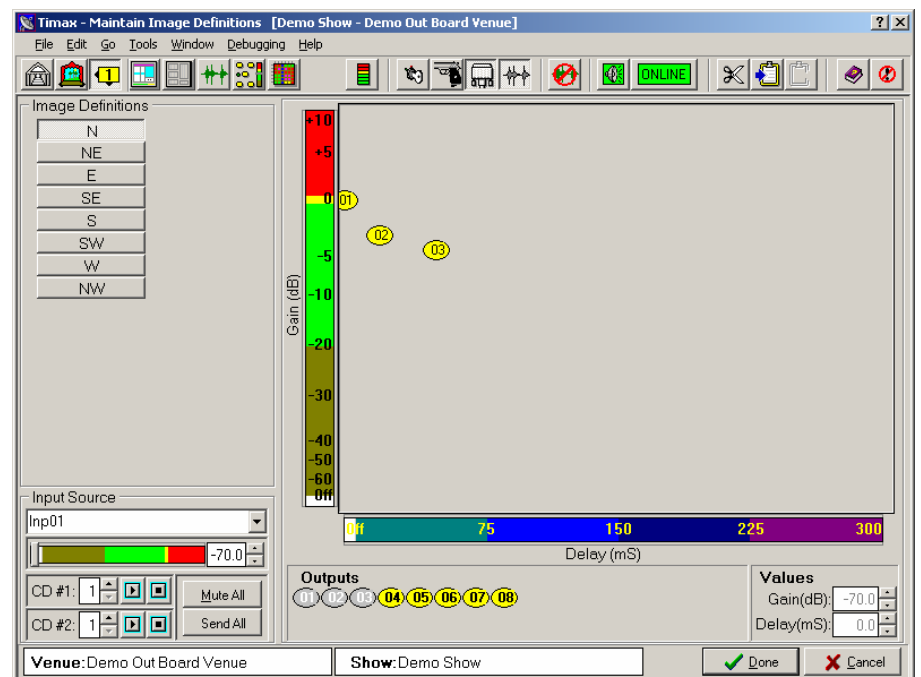 Timax - Maintain Image Definitions [Demo Show - Demo Out Board Venue]
File Edit Go Tools Window Debugging Help
1
ONLINE
Image Definitions
N
NE
E
SE
S
SW
W
NW
+10
+5
0
-5
-10
-20
-30
-40
-50
-60
Off
Gain (dB)
01
02
03
Off 75 150 225 300
Delay (mS)
Input Source
Inp01
-70.0
CD #1: 1
CD #2: 1
Mute All
Send All
Outputs
01 02 03 04 05 06 07 08
Values
Gain(dB): -70.0
Delay(mS): 0.0
Venue: Demo Out Board Venue
Show: Demo Show
Done
Cancel